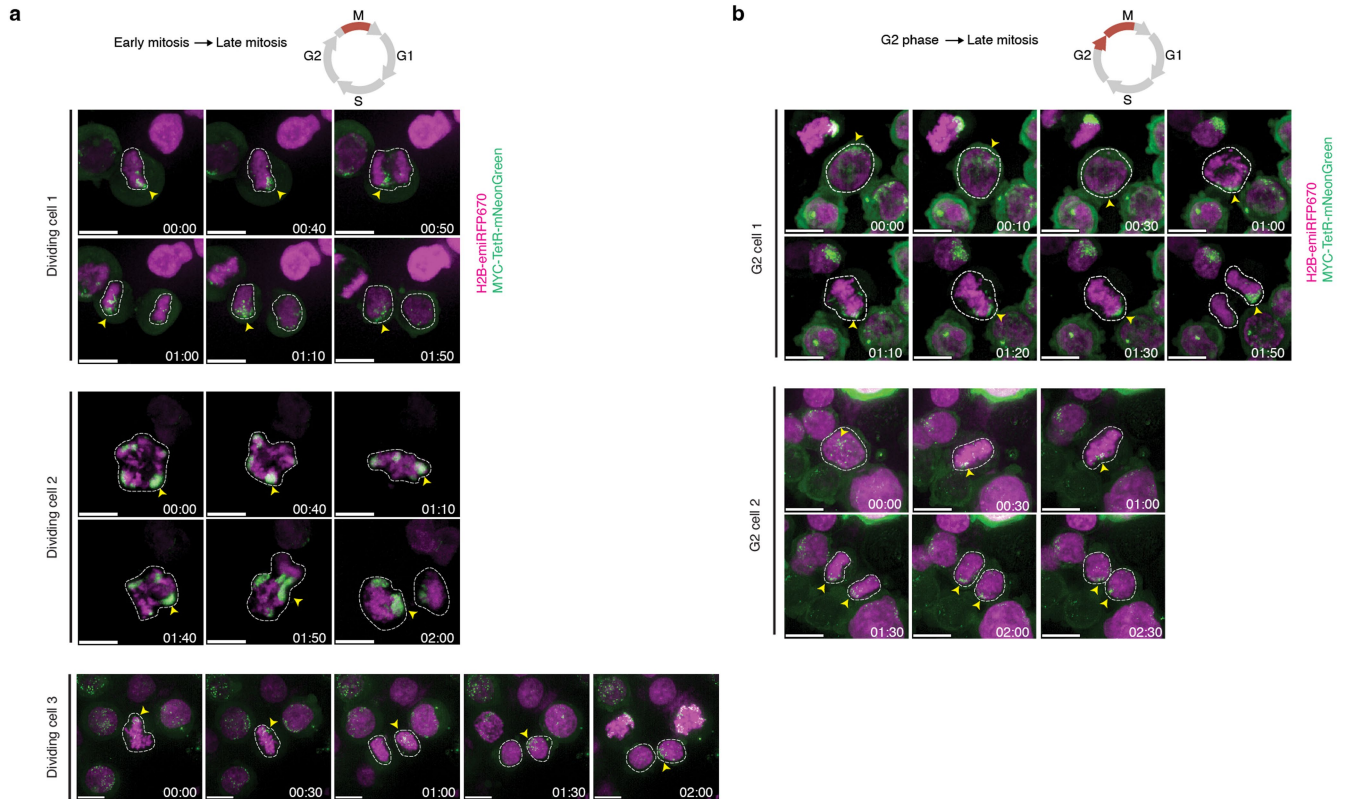 a
Early mitosis → Late mitosis
M
G1
S
G2
Dividing cell 1
00:00
00:40
00:50
01:00
01:10
01:50
H2B-emiRFP670
MYC-TetR-mNeonGreen
Dividing cell 2
00:00
00:40
01:10
01:40
01:50
02:00
Dividing cell 3
00:00
00:30
01:00
01:30
02:00
b
G2 phase → Late mitosis
M
G1
S
G2
G2 cell 1
00:00
00:10
00:30
01:00
01:10
01:20
01:30
01:50
H2B-emiRFP670
MYC-TetR-mNeonGreen
G2 cell 2
00:00
00:30
01:00
01:30
02:00
02:30